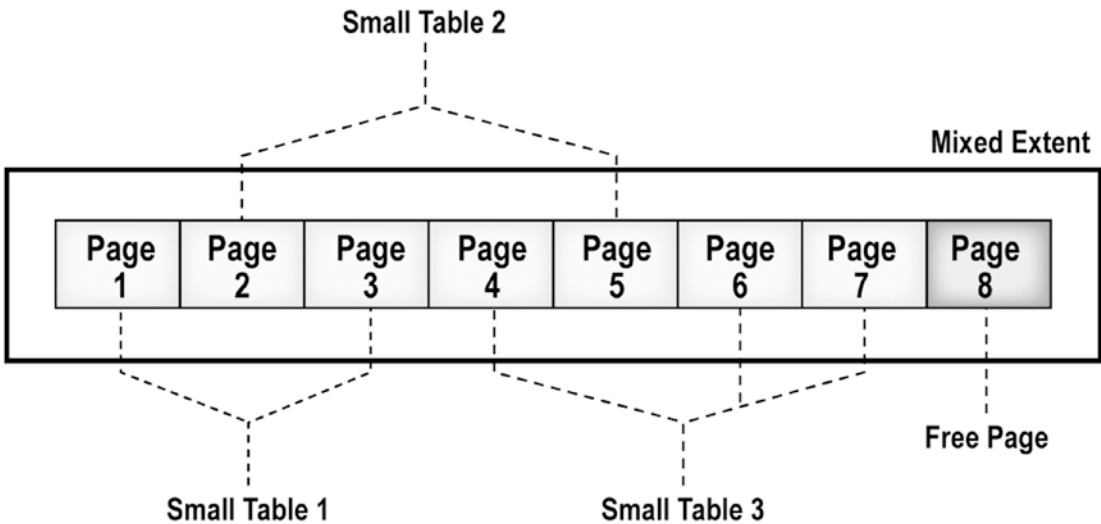 Small Table 2
Mixed Extent
Page 1
Page 2
Page 3
Page 4
Page 5
Page 6
Page 7
Page 8
Free Page
Small Table 1
Small Table 3